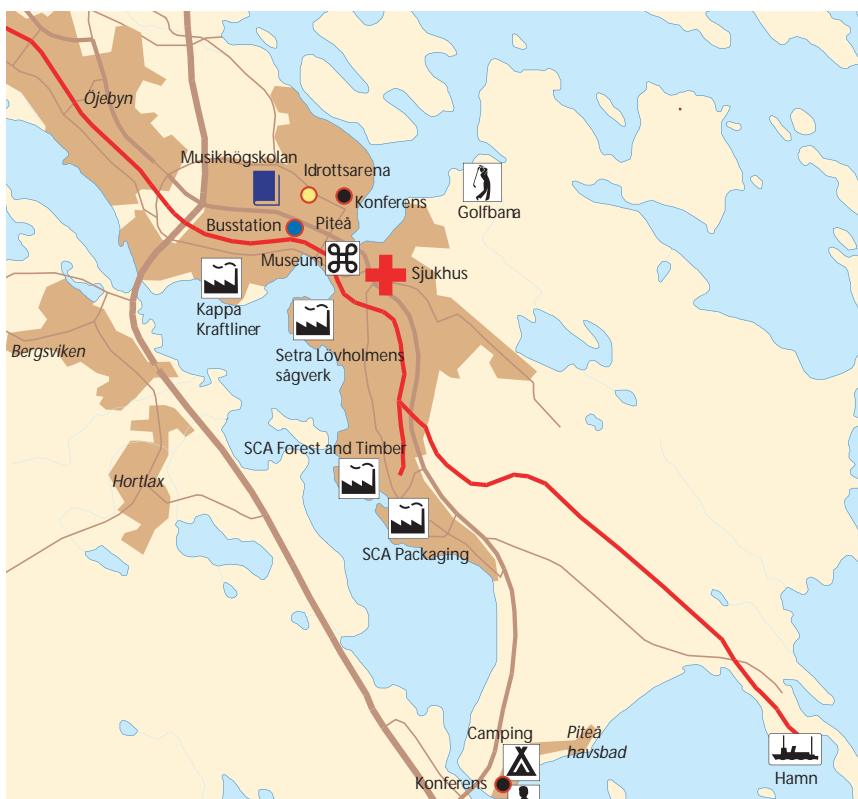 Öjebyn
Musikhögskolan
Idrottsarena
Konferens
Golfbana
Busstation
Piteå
Museum
Sjukhus
Kappa
Kraftliner
Setra Lövholmens
sågverk
Bergsviken
SCA Forest and Timber
Hortlax
SCA Packaging
Camping
Piteå
havsbad
Konferens
Hamn